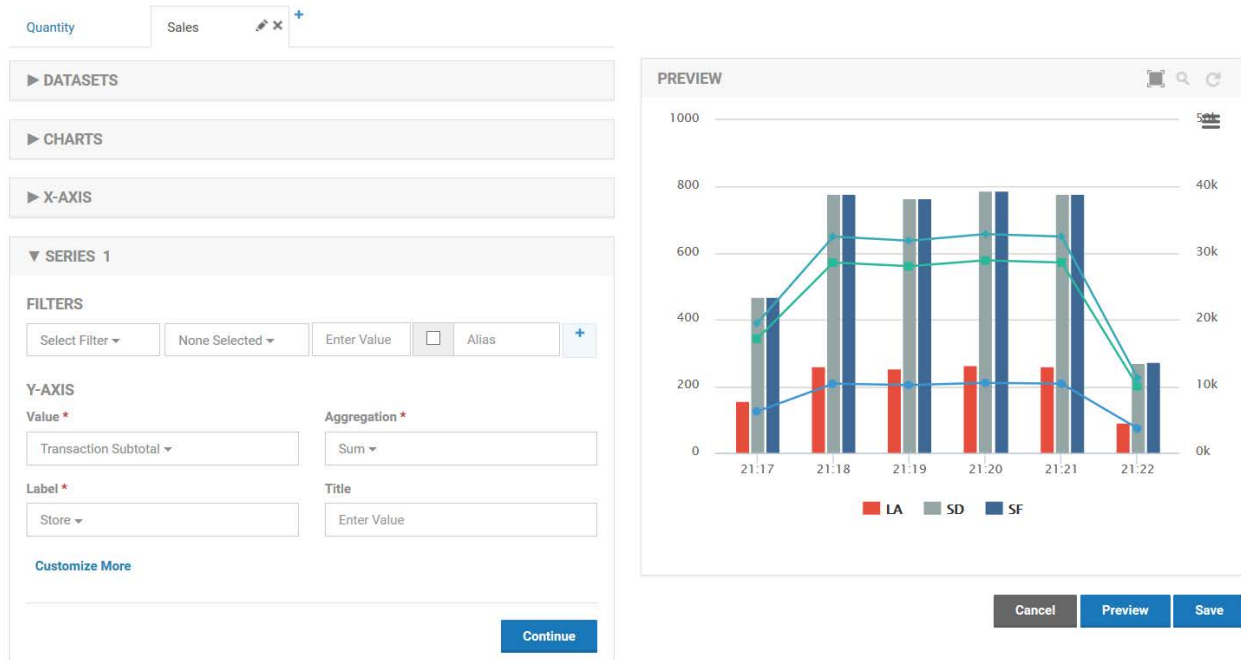 Quantity
Sales
+
DATASETS
CHARTS
X-AXIS
SERIES 1
FILTERS
Select Filter
None Selected
Enter Value
Alias
+
Y-AXIS
Value *
Aggregation *
Transaction Subtotal
Sum
Label *
Title
Store
Enter Value
Customize More
Continue
PREVIEW
1000
800
600
400
200
0
40k
30k
20k
10k
0k
21:17 21:18 21:19 21:20 21:21 21:22
LA SD SF
Cancel
Preview
Save